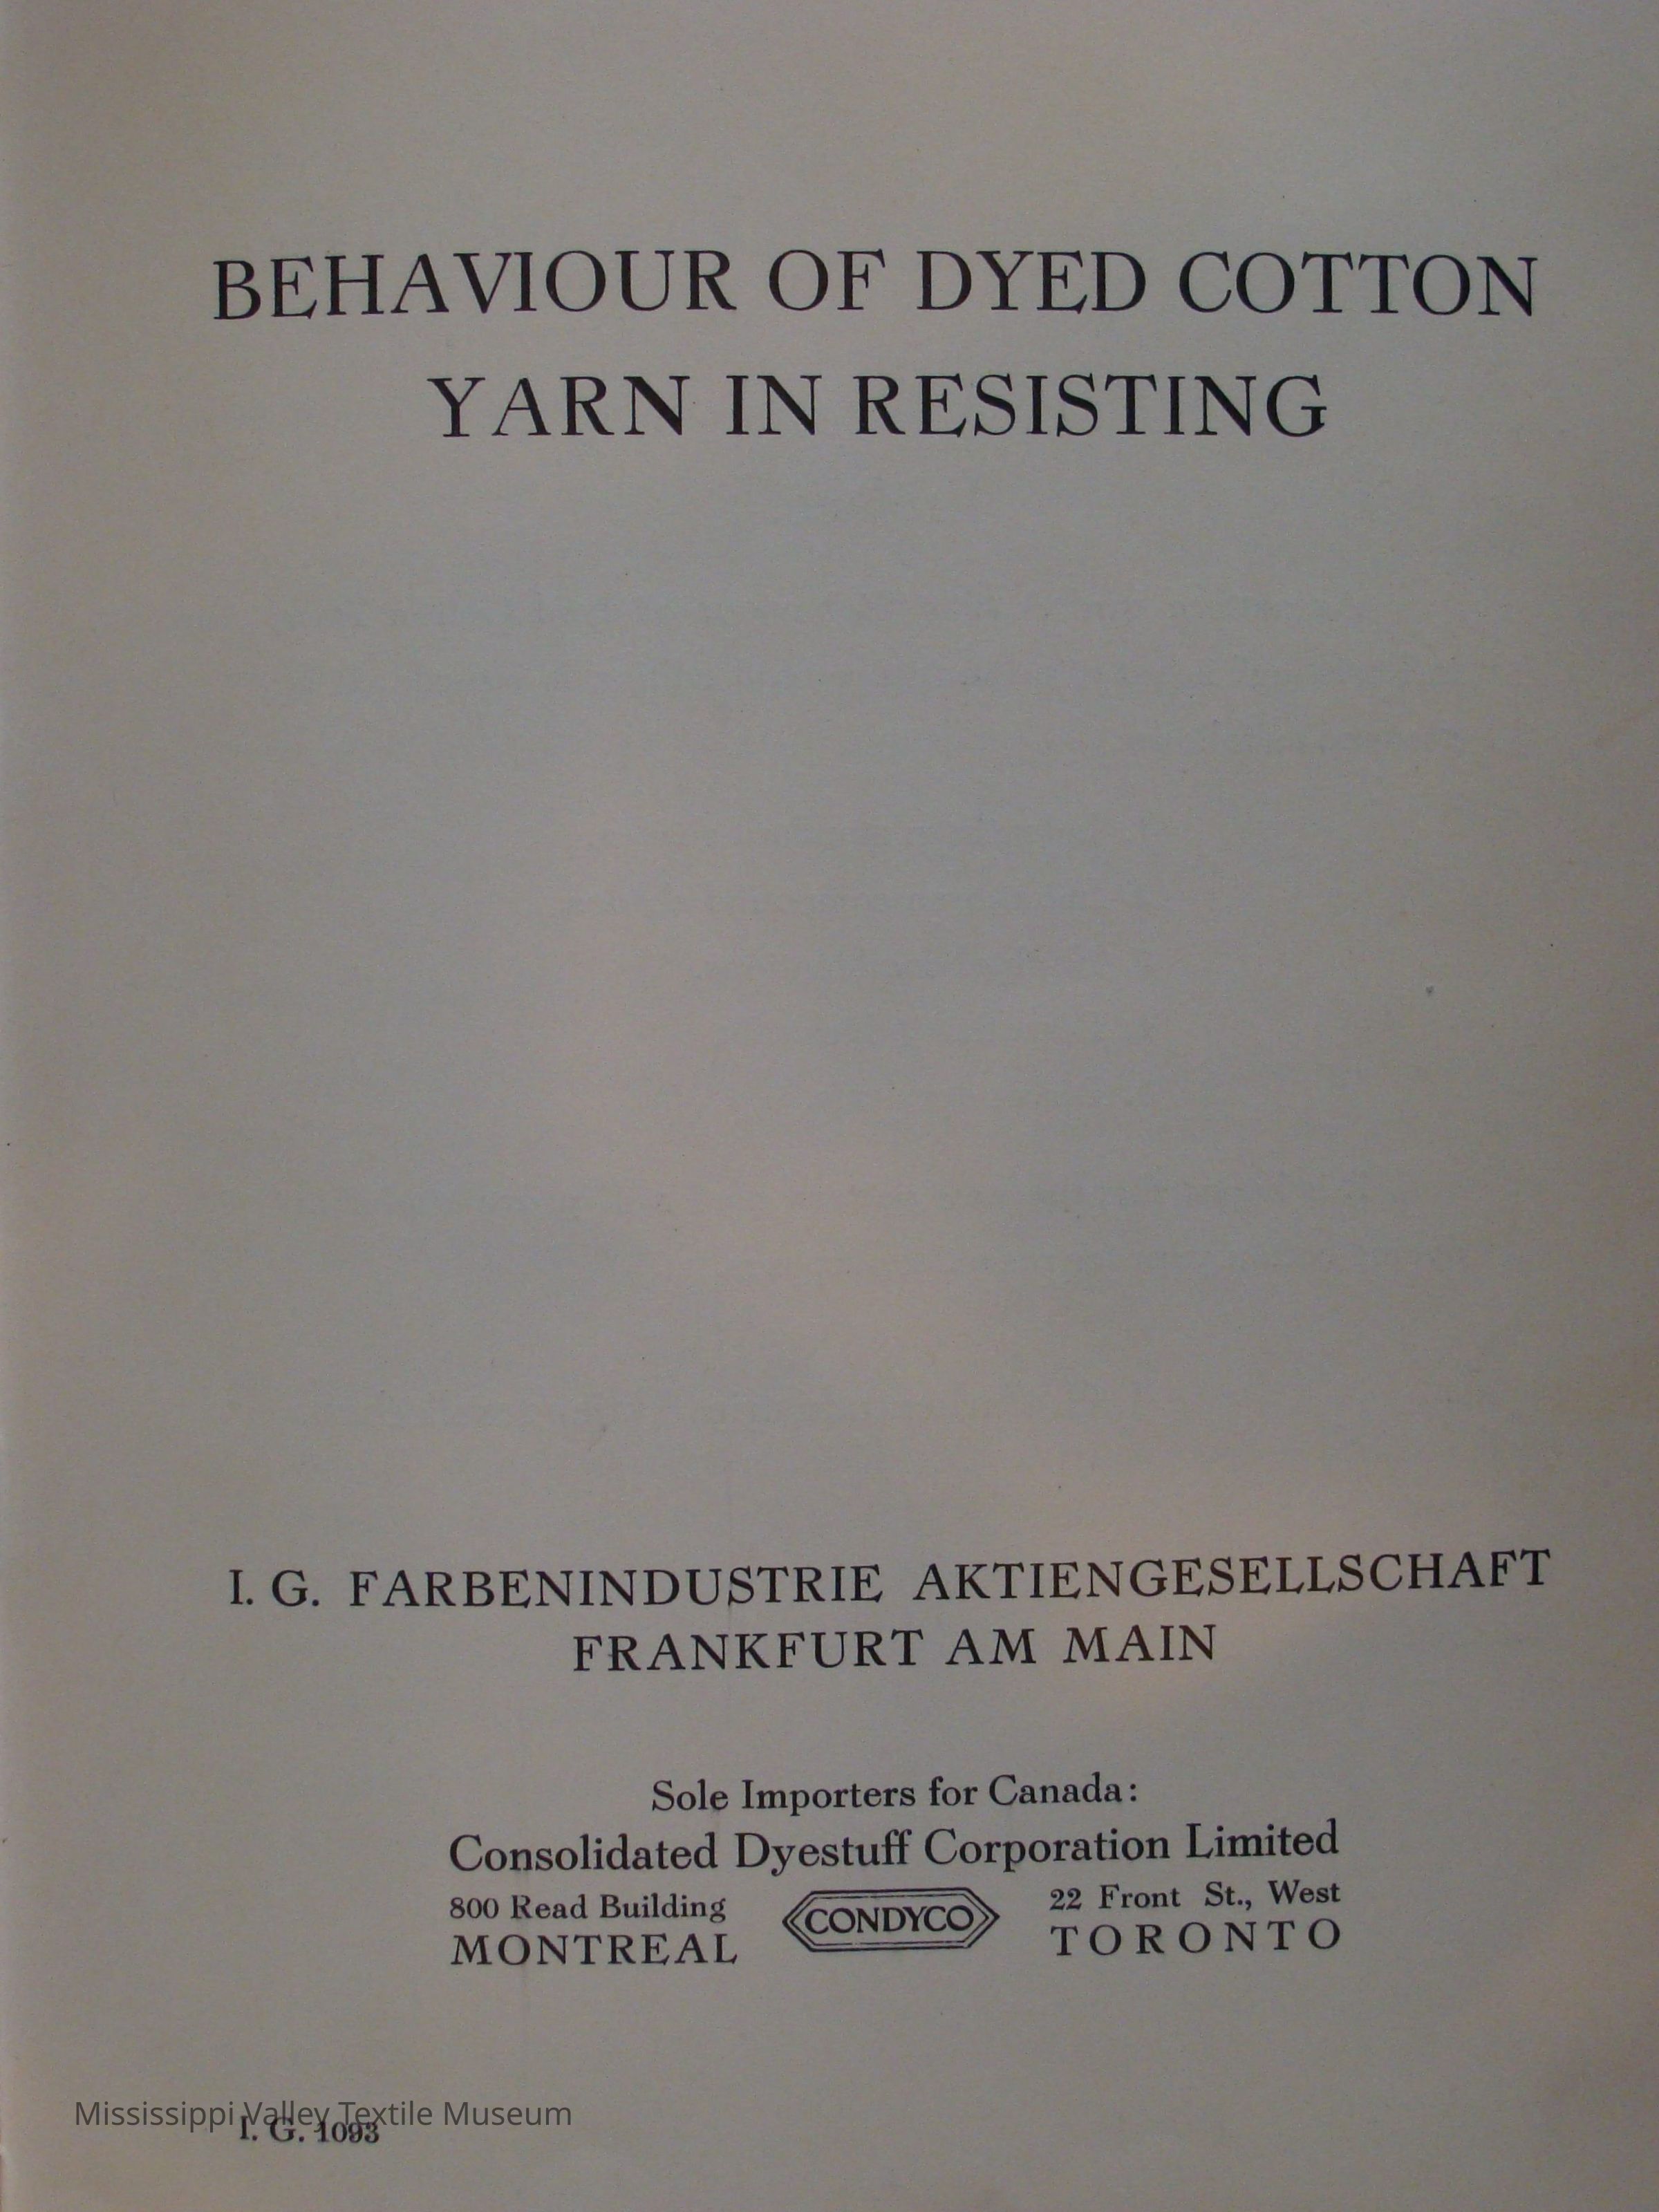 BEHAVIOUR OF DYED COTTON
YARN IN RESISTING
I. G. FARBENINDUSTRIE AKTIENGESELLSCHAFT
FRANKFURT AM MAIN
Sole Importers for Canada:
Consolidated Dyestuff Corporation Limited
800 Read Building
MONTREAL
CONDYCO
22 Front St., West
TORONTO
Mississippi Valley Textile Museum
I. G. 1093